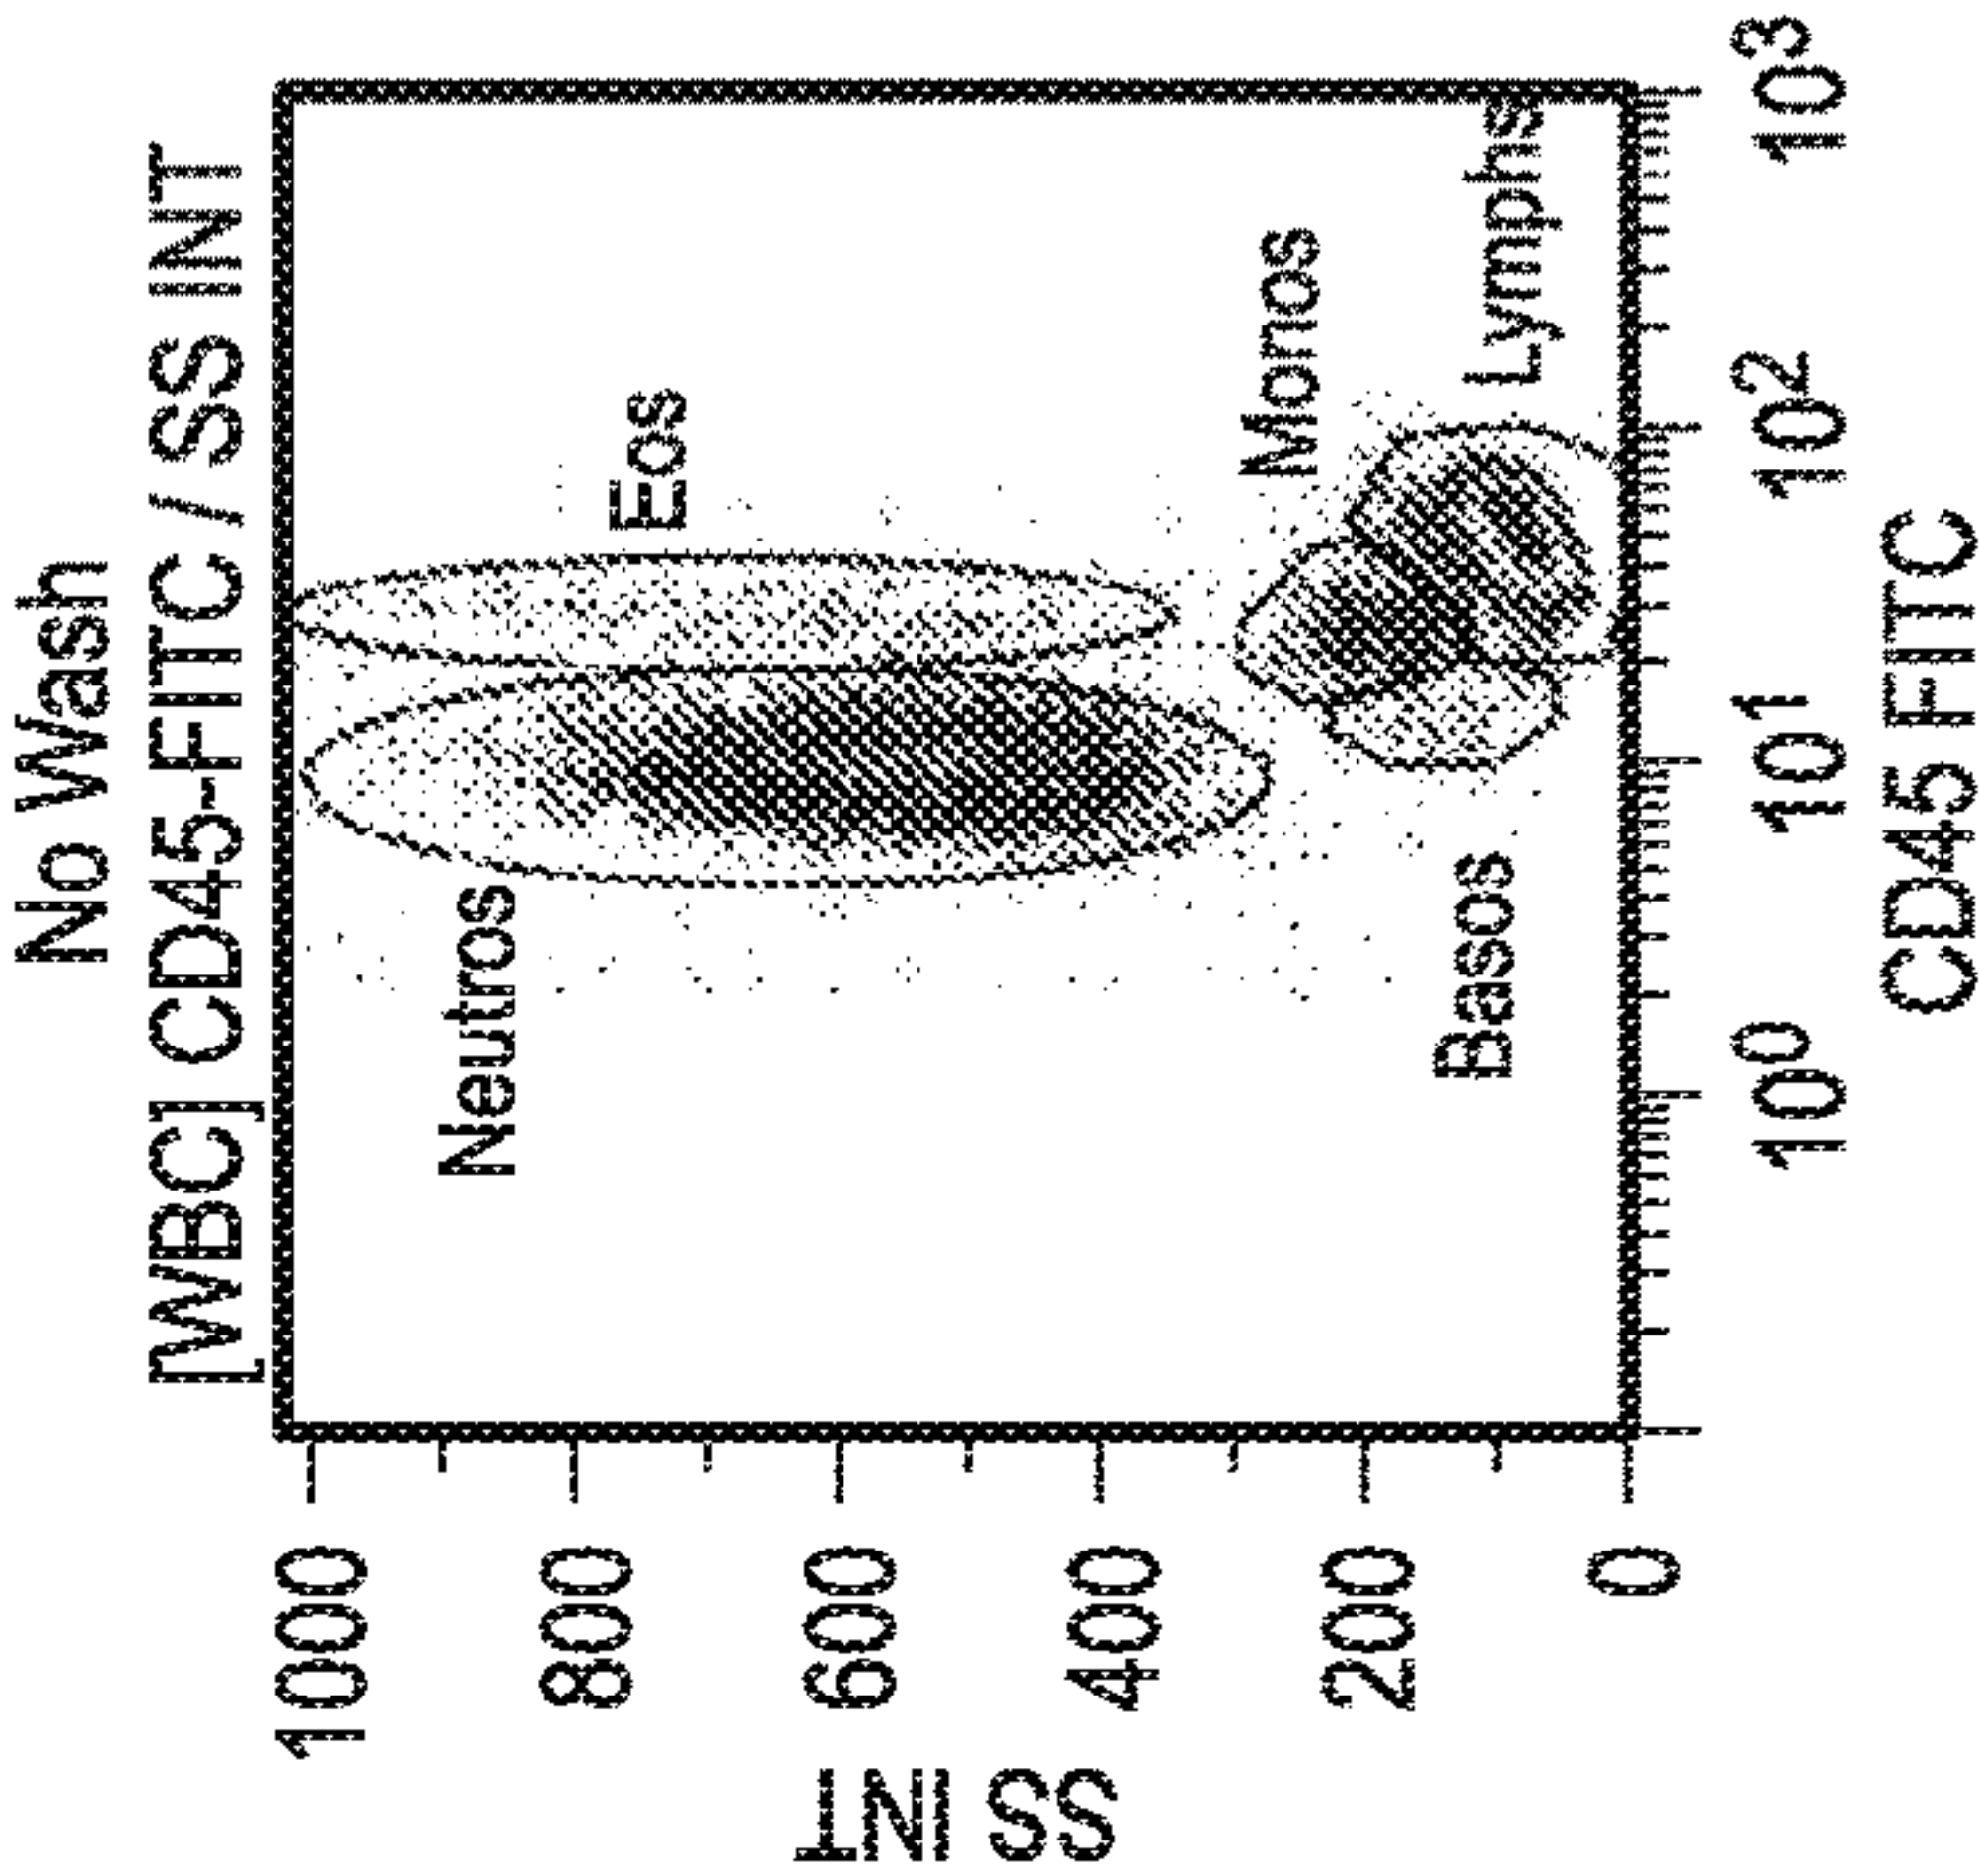 No Wash
[WBC] CD45-FITC / SS INT
SS INT
1000
800
600
400
200
0
Neutros
Eos
Monos
Lymphs
Basos
10⁰
10¹
10²
10³
CD45 FITC